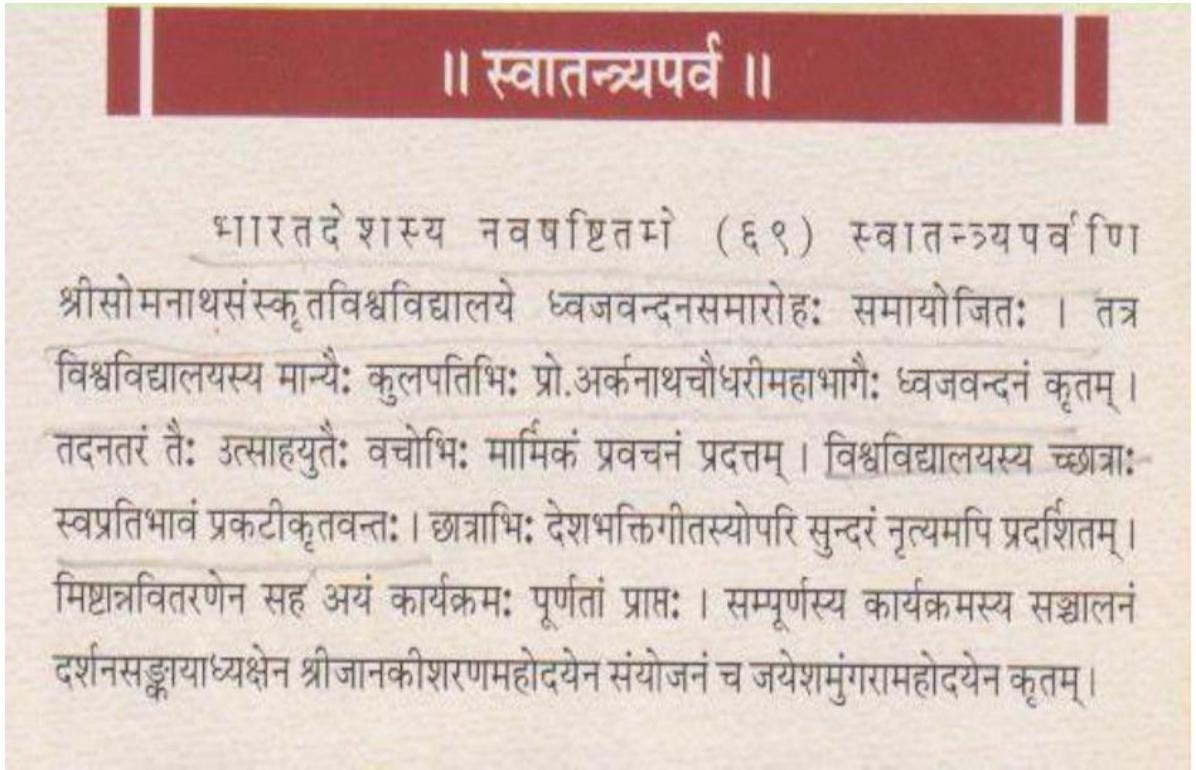 ॥ स्वातन्त्र्यपर्व ॥
भारतदेशस्य नवषष्टितमे (६९) स्वातन्त्र्यपर्वणि
श्रीसोमनाथसंस्कृतविश्वविद्यालये ध्वजवन्दनसमारोहः समायोजितः । तत्र
विश्वविद्यालयस्य मान्यैः कुलपतिभिः प्रो.अर्कनाथचौधरीमहाभागैः ध्वजवन्दनं कृतम् ।
तदनतरं तैः उत्साहयुतैः वचोभिः मार्मिकं प्रवचनं प्रदत्तम् । विश्वविद्यालयस्य च्छात्राः
स्वप्रतिभावं प्रकटीकृतवन्तः । छात्राभिः देशभक्तिगीतस्योपरि सुन्दरं नृत्यमपि प्रदर्शितम् ।
मिष्टान्नवितरणेन सह अयं कार्यक्रमः पूर्णतां प्राप्तः । सम्पूर्णस्य कार्यक्रमस्य सञ्चालनं
दर्शनसङ्कायाध्यक्षेन श्रीजानकीशरणमहोदयेन संयोजनं च जयेशमुंगरामहोदयेन कृतम् ।